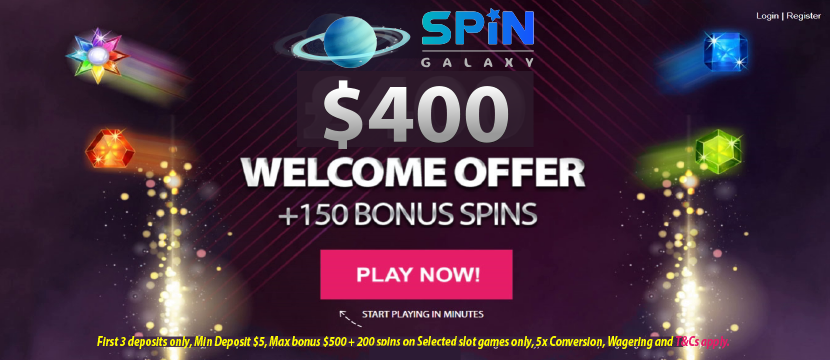 Login | Register
SPiN
GALAXY
$400
WELCOME OFFER
+150 BONUS SPINS
PLAY NOW!
START PLAYING IN MINUTES
First 3 deposits only, Min Deposit $5, Max bonus $500 + 200 spins on Selected slot games only, 5x Conversion, Wagering and T&Cs apply.